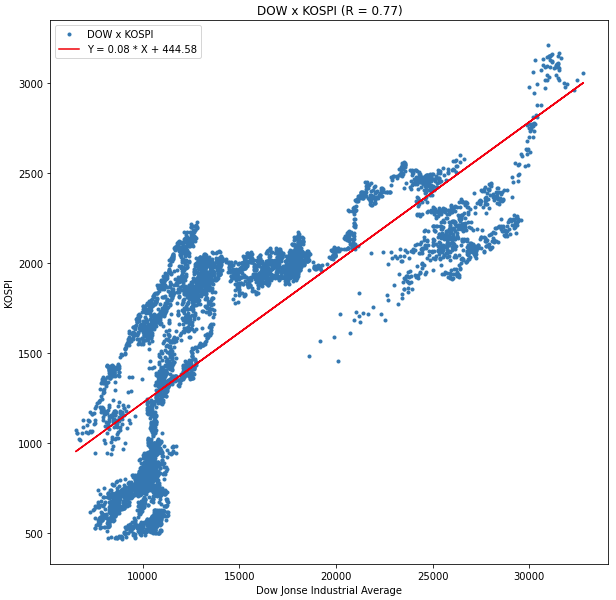 DOW x KOSPI (R = 0.77)
DOW x KOSPI
Y = 0.08 * X + 444.58
3000
2500
2000
1500
1000
500
KOSPI
10000 15000 20000 25000 30000
Dow Jonse Industrial Average